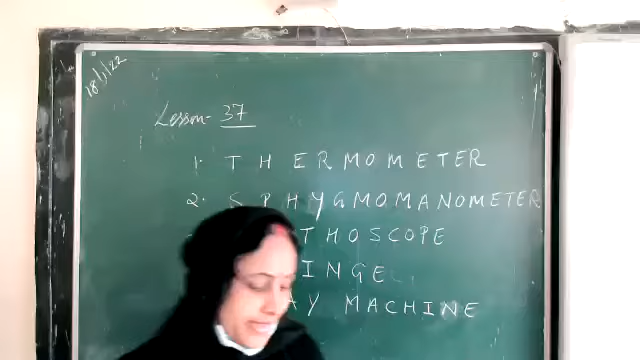 18/1/22
Lesson- 37
1. THERMOMETER
2. SPHYGMOMANOMETER
THOSCOPE
INGE
AY MACHINE